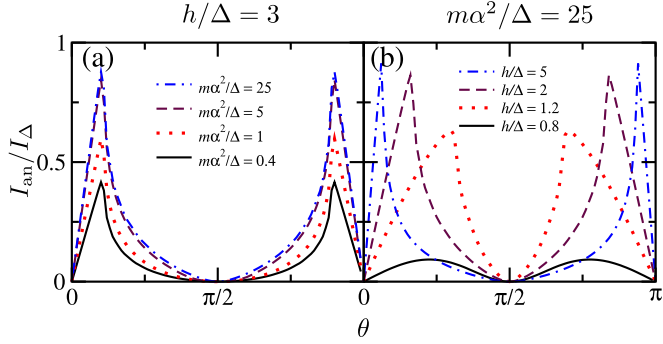 h/Δ = 3
mα²/Δ = 25
I_an/I_Δ
1
0.5
0
(a)
mα²/Δ = 25
mα²/Δ = 5
mα²/Δ = 1
mα²/Δ = 0.4
(b)
h/Δ = 5
h/Δ = 2
h/Δ = 1.2
h/Δ = 0.8
0
π/2
0
π/2
π
θ